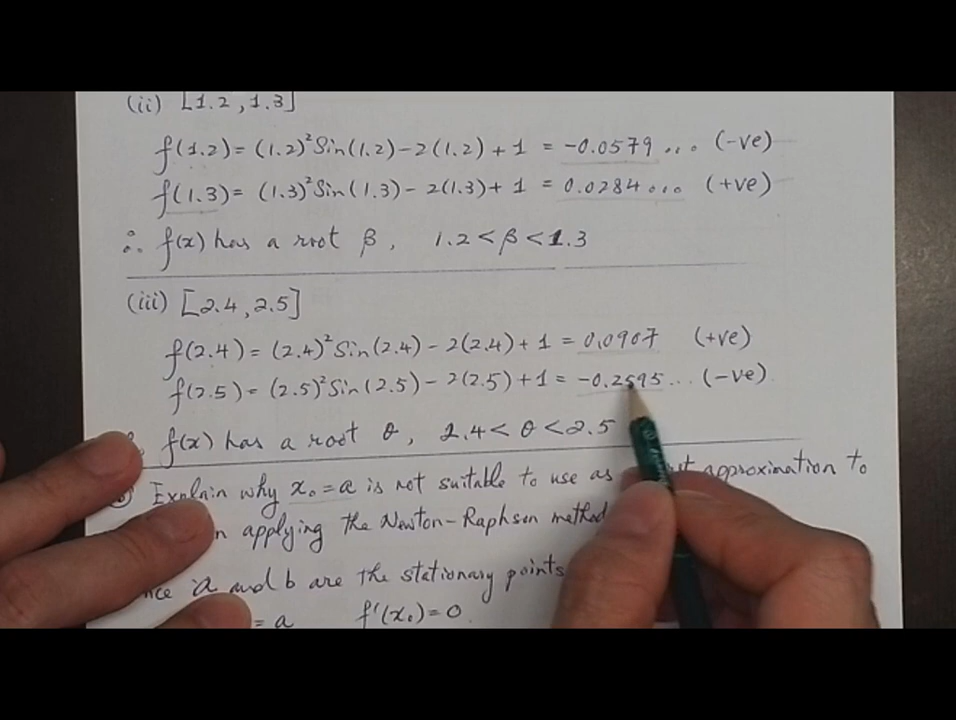 (ii) [1.2, 1.3]
f(1.2) = (1.2)²Sin(1.2) - 2(1.2) + 1 = -0.0579... (-ve)
f(1.3) = (1.3)²Sin(1.3) - 2(1.3) + 1 = 0.0284... (+ve)
∴ f(x) has a root β, 1.2 < β < 1.3
(iii) [2.4, 2.5]
f(2.4) = (2.4)²Sin(2.4) - 2(2.4) + 1 = 0.0907 (+ve)
f(2.5) = (2.5)²Sin(2.5) - 2(2.5) + 1 = -0.2595... (-ve)
f(x) has a root θ, 2.4 < θ < 2.5
Explain why x₀ = a is not suitable to use as approximation to
applying the Newton-Raphson method
a and b are the stationary points
= a f'(x₀) = 0